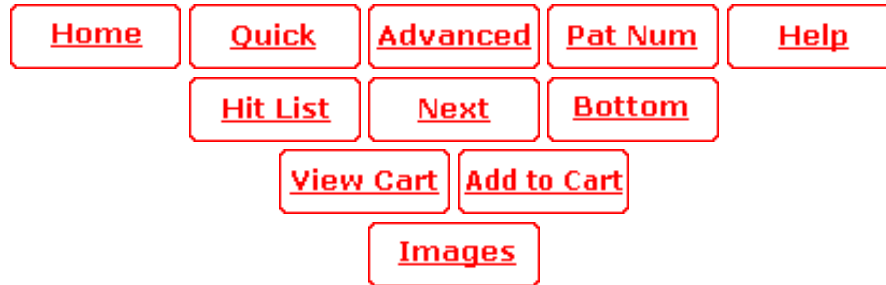 Home Quick Advanced Pat Num Help
Hit List Next Bottom
View Cart Add to Cart
Images